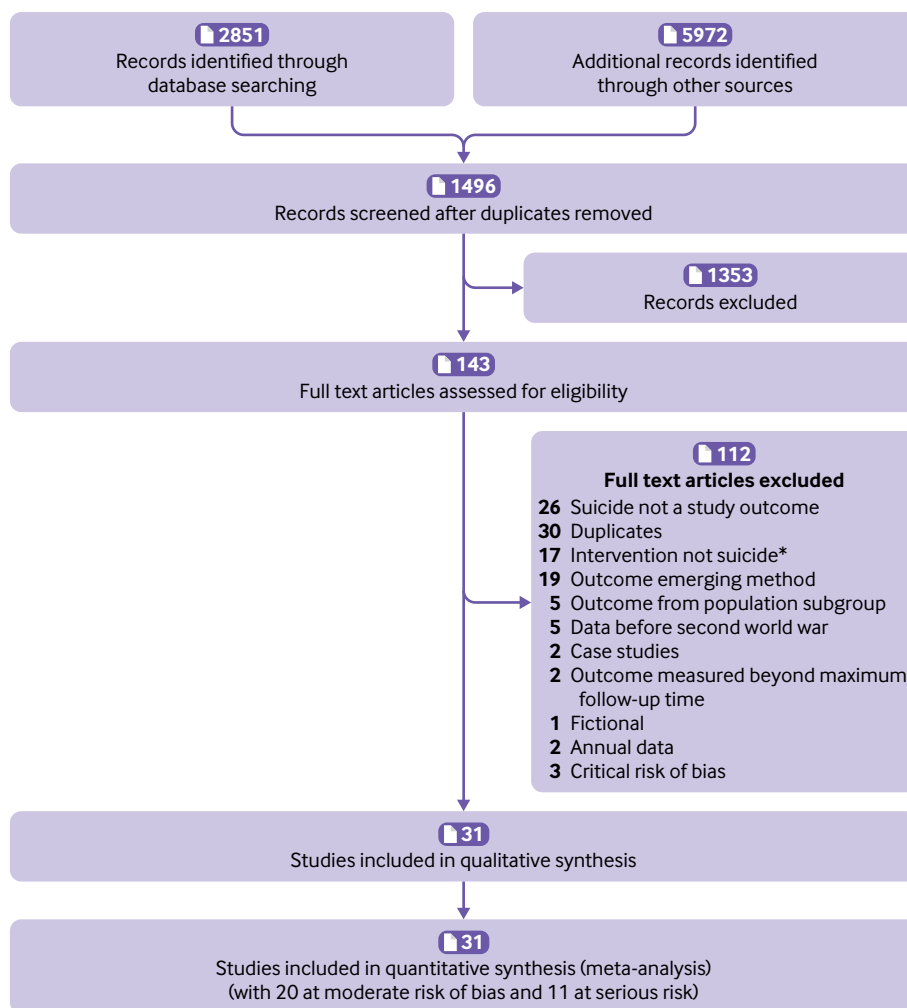 2851
Records identified through
database searching
5972
Additional records identified
through other sources
1496
Records screened after duplicates removed
1353
Records excluded
143
Full text articles assessed for eligibility
112
Full text articles excluded
26 Suicide not a study outcome
30 Duplicates
17 Intervention not suicide*
19 Outcome emerging method
5 Outcome from population subgroup
5 Data before second world war
2 Case studies
2 Outcome measured beyond maximum
follow-up time
1 Fictional
2 Annual data
3 Critical risk of bias
31
Studies included in qualitative synthesis
31
Studies included in quantitative synthesis (meta-analysis)
(with 20 at moderate risk of bias and 11 at serious risk)